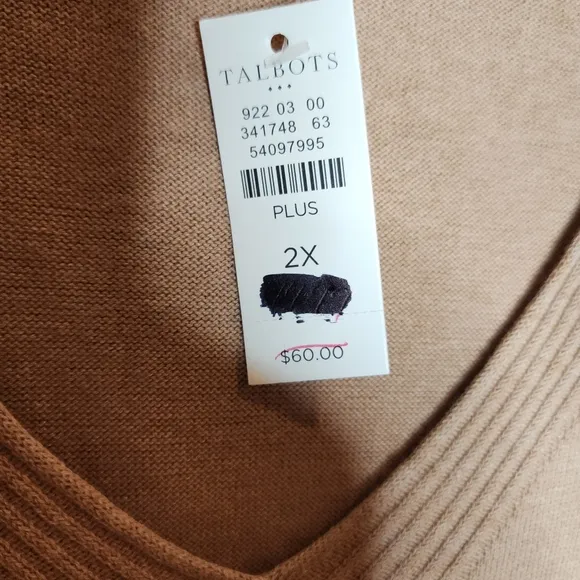 TALBOTS
922 03 00
341748 63
54097995
PLUS
2X
$60.00